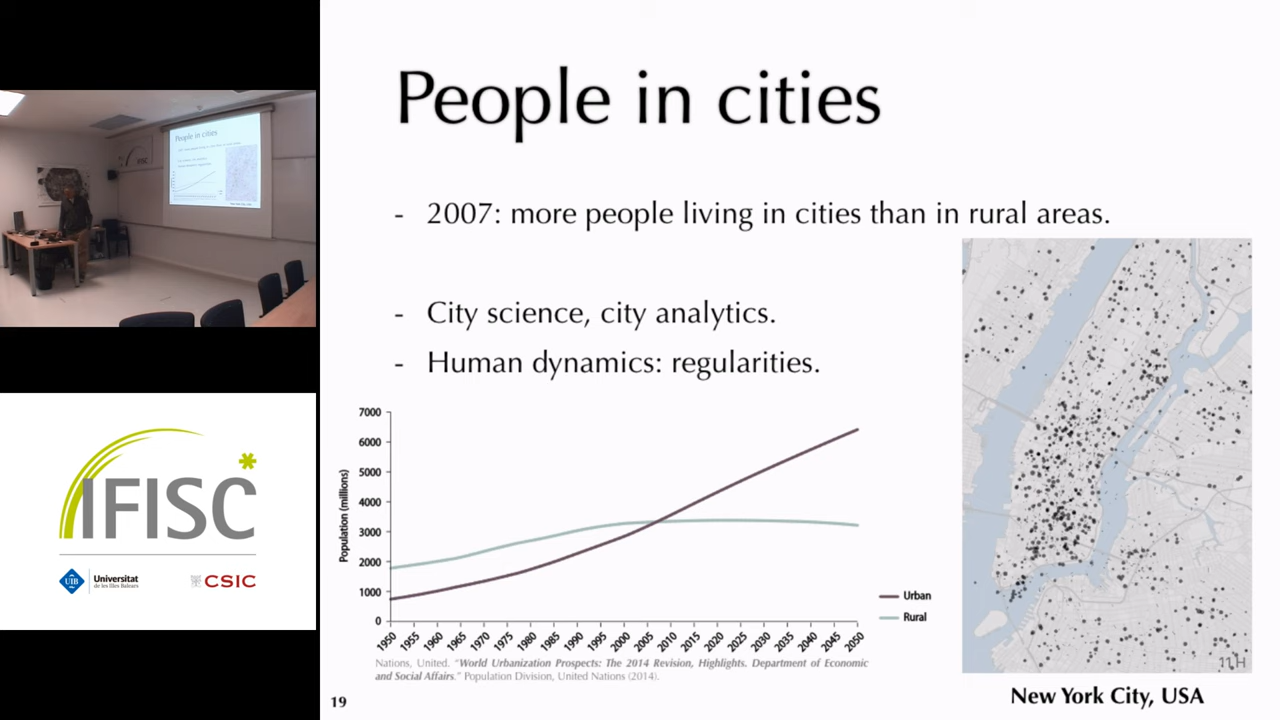 People in cities
- 2007: more people living in cities than in rural areas.
- City science, city analytics.
- Human dynamics: regularities.
7000
6000
5000
4000
3000
2000
1000
0
Population (millions)
1950
1955
1960
1965
1970
1975
1980
1985
1990
1995
2000
2005
2010
2015
2020
2025
2030
2035
2040
2045
2050
Urban
Rural
Nations, United. "World Urbanization Prospects: The 2014 Revision, Highlights. Department of Economic
and Social Affairs." Population Division, United Nations (2014).
19
11 H
New York City, USA
People in cities
IFISC
UIB
Universitat
de les Illes Balears
CSIC